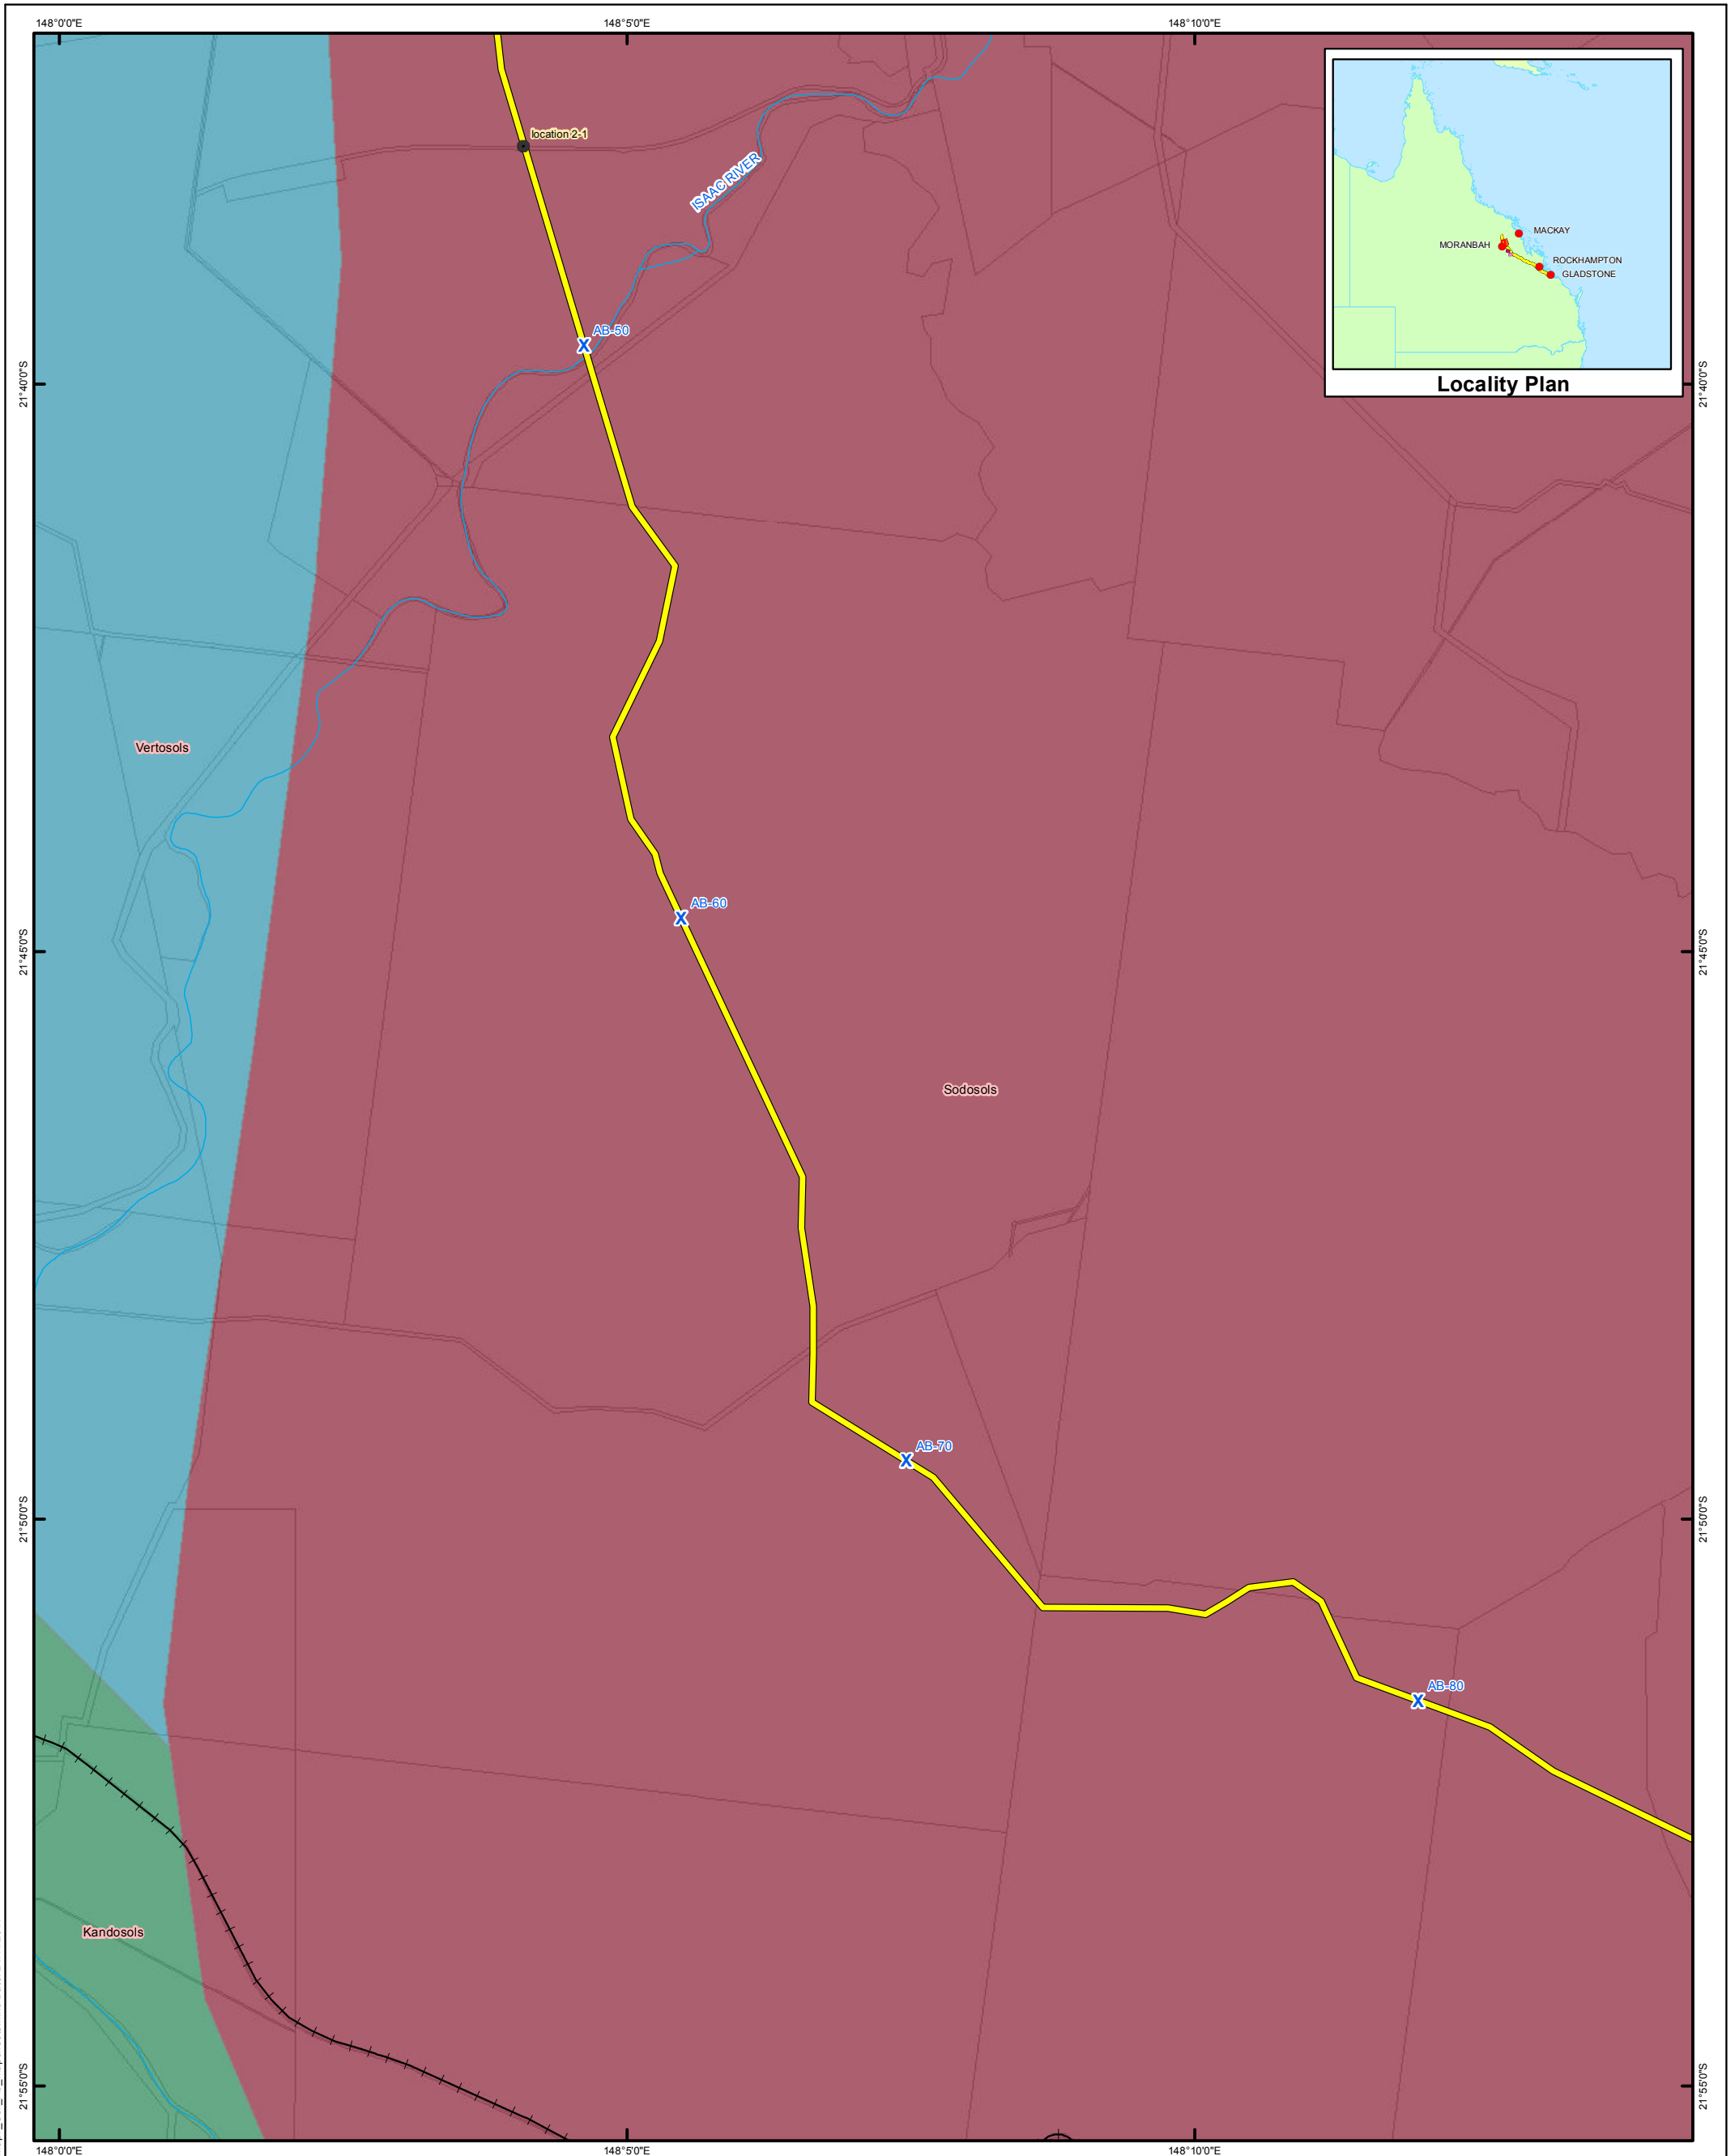 148°0'0"E
148°5'0"E
148°10'0"E
location 2-1
ISAAC RIVER
MACKAY
MORANBAH
ROCKHAMPTON
GLADSTONE
Locality Plan
AB-50
21°40'0"S
21°40'0"S
Vertosols
AB-60
21°45'0"S
21°45'0"S
Sodosols
AB-70
21°50'0"S
21°50'0"S
AB-80
Kandosols
21°55'0"S
21°55'0"S
148°0'0"E
148°5'0"E
148°10'0"E